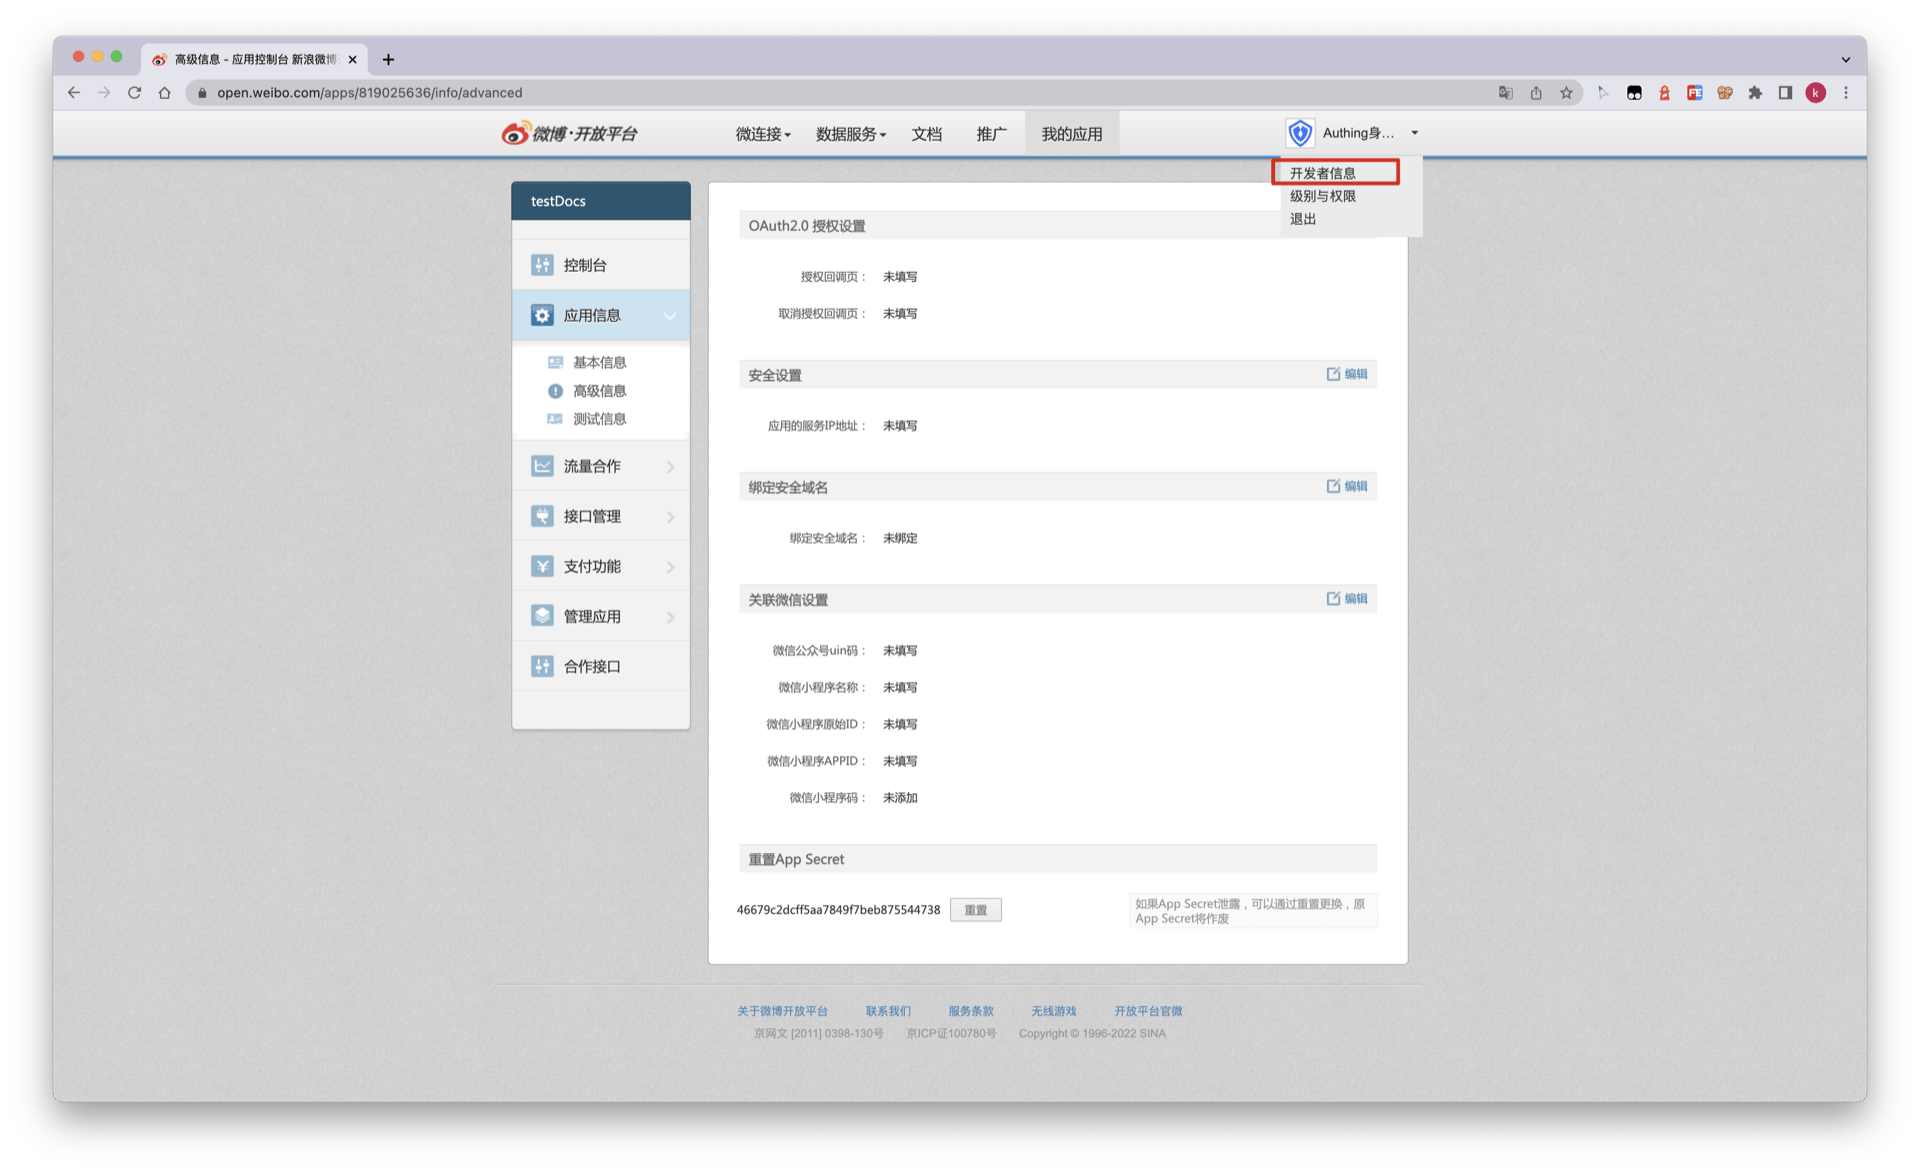 高级信息 - 应用控制台 新浪微博
open.weibo.com/apps/819025636/info/advanced
k
微博·开放平台
微连接
数据服务
文档
推广
我的应用
Authing身...
开发者信息
级别与权限
退出
testDocs
控制台
应用信息
基本信息
高级信息
测试信息
流量合作
接口管理
支付功能
管理应用
合作接口
OAuth2.0 授权设置
授权回调页： 未填写
取消授权回调页： 未填写
安全设置 编辑
应用的服务IP地址： 未填写
绑定安全域名 编辑
绑定安全域名： 未绑定
关联微信设置 编辑
微信公众号uin码： 未填写
微信小程序名称： 未填写
微信小程序原始ID： 未填写
微信小程序APPID： 未填写
微信小程序码： 未添加
重置App Secret
46679c2dcff5aa7849f7beb875544738 重置
如果App Secret泄露，可以通过重置更换，原
App Secret将作废
关于微博开放平台 联系我们 服务条款 无线游戏 开放平台官微
京网文 [2011] 0398-130号 京ICP证100780号 Copyright © 1996-2022 SINA